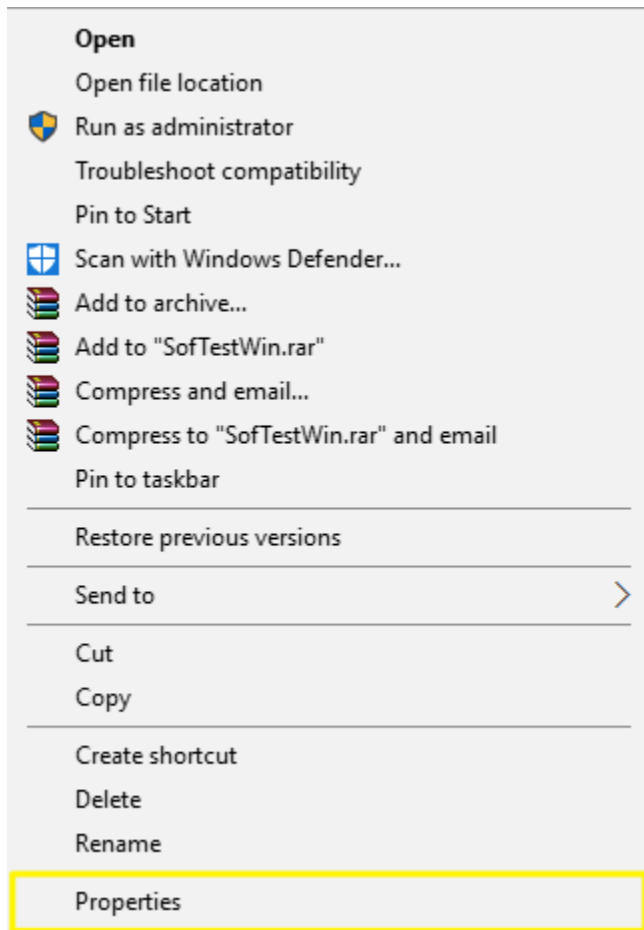 Open
Open file location
Run as administrator
Troubleshoot compatibility
Pin to Start
Scan with Windows Defender...
Add to archive...
Add to "SofTestWin.rar"
Compress and email...
Compress to "SofTestWin.rar" and email
Pin to taskbar
Restore previous versions
Send to
Cut
Copy
Create shortcut
Delete
Rename
Properties